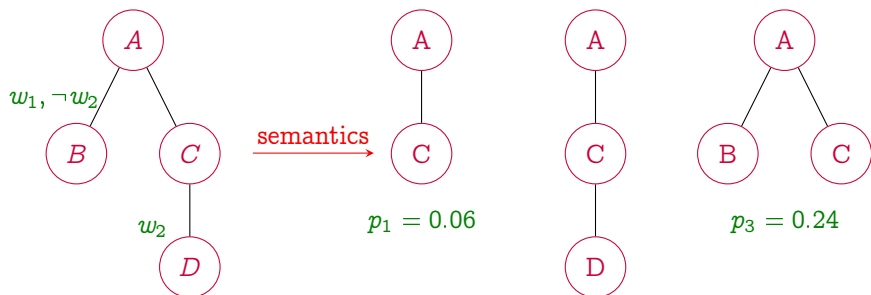 A
w₁, ¬w₂
B
C
w₂
D
semantics
A
C
p₁ = 0.06
A
C
D
A
B
C
p₃ = 0.24